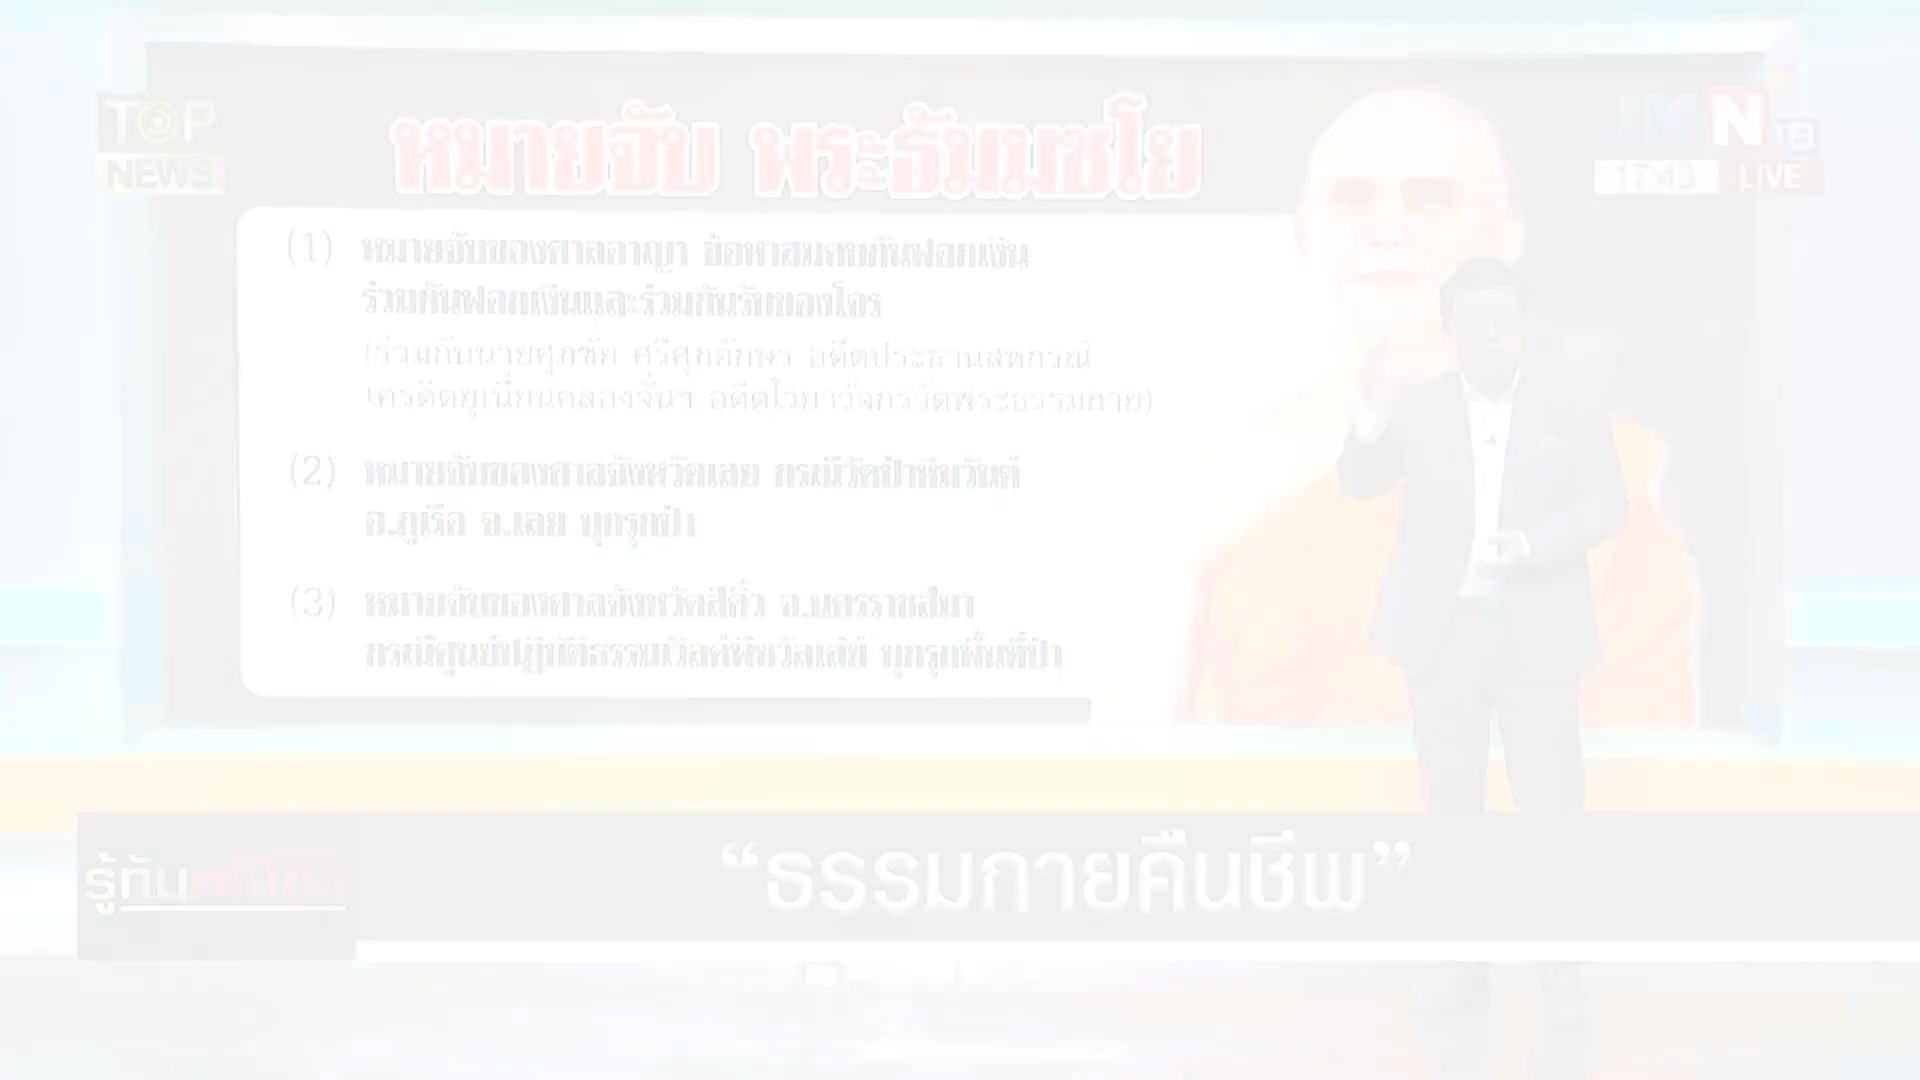 TOP
NEWS
JKN18
17:43 LIVE
หมายจับ พระธัมมชโย
(1) หมายจับของศาลอาญา ข้อหาสมคบกันฟอกเงิน
ร่วมกันฟอกเงินและร่วมกันรับของโจร
(ร่วมกับนายศุภชัย ศรีศุภอักษร อดีตประธานสหกรณ์
เครดิตยูเนี่ยนคลองจั่นฯ อดีตไวยาวัจกรวัดพระธรรมกาย)
(2) หมายจับของศาลจังหวัดเลย กรณีวัดป่าหิมวันต์
อ.ภูเรือ จ.เลย บุกรุกป่า
(3) หมายจับของศาลจังหวัดสีคิ้ว จ.นครราชสีมา
กรณีศูนย์ปฏิบัติธรรมเวิลด์พีซวัลเล่ย์ บุกรุกพื้นที่ป่า
รู้ทัน
“ธรรมกายคืนชีพ”